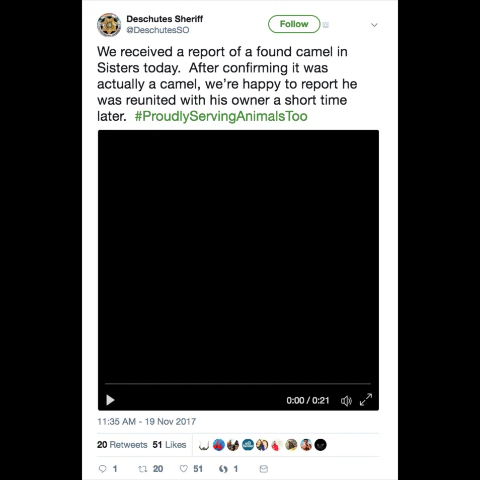 Deschutes Sheriff
@DeschutesSO
Follow
We received a report of a found camel in
Sisters today.  After confirming it was
actually a camel, we’re happy to report he
was reunited with his owner a short time
later.  #ProudlyServingAnimalsToo
0:00 / 0:21
11:35 AM - 19 Nov 2017
20 Retweets 51 Likes
1 20 51 1